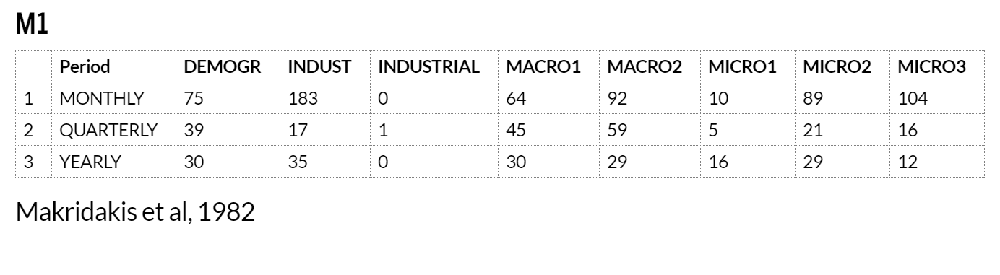 M1
Period DEMOGR INDUST INDUSTRIAL MACRO1 MACRO2 MICRO1 MICRO2 MICRO3
1 MONTHLY 75 183 0 64 92 10 89 104
2 QUARTERLY 39 17 1 45 59 5 21 16
3 YEARLY 30 35 0 30 29 16 29 12
Makridakis et al, 1982